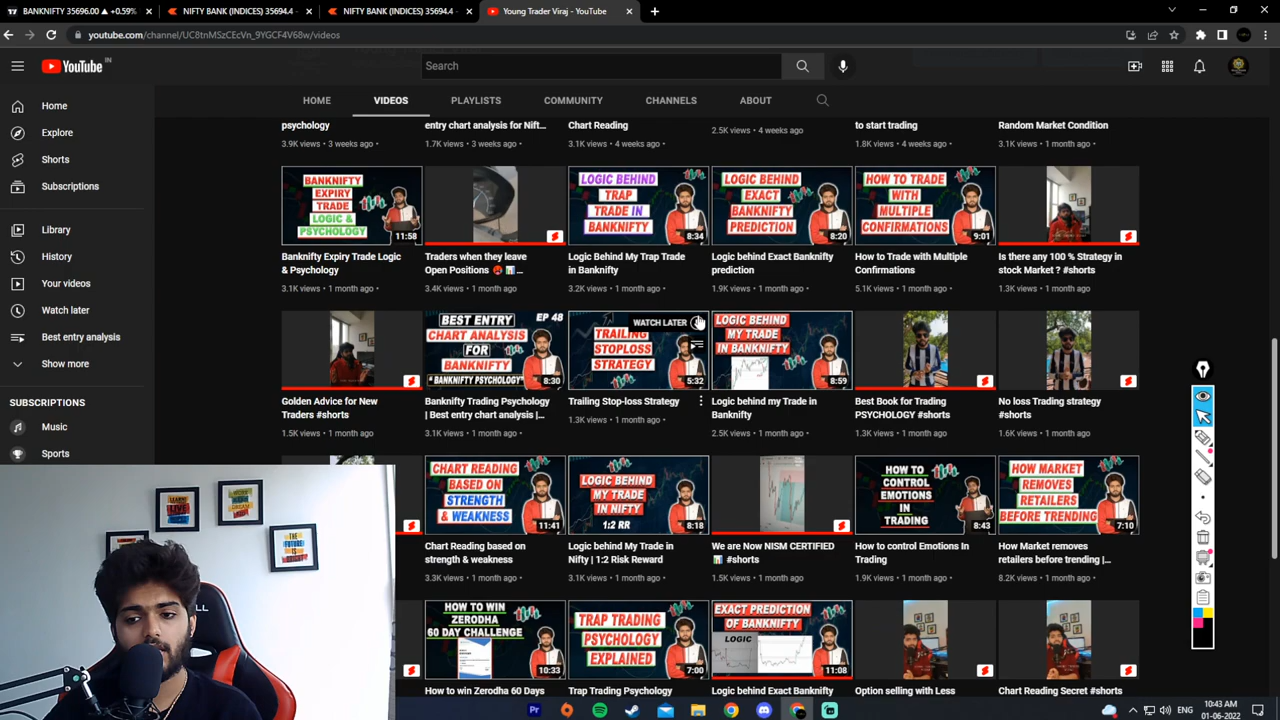 BANKNIFTY 35696.00 ▲ +0.59%
NIFTY BANK (INDICES) 35694.4 -
NIFTY BANK (INDICES) 35694.4 -
Young Trader Viraj - YouTube
youtube.com/channel/UC8tnMSzCEcVn_9YGCF4V68w/videos
YouTube IN
Search
HOME VIDEOS PLAYLISTS COMMUNITY CHANNELS ABOUT
Home
Explore
Shorts
Subscriptions
Library
History
Your videos
Watch later
analysis
Show more
SUBSCRIPTIONS
Music
Sports
psychology
3.9K views • 3 weeks ago •
entry chart analysis for Nift...
1.7K views • 3 weeks ago •
Chart Reading
3.1K views • 4 weeks ago •
2.5K views • 4 weeks ago •
to start trading
1.8K views • 4 weeks ago •
Random Market Condition
3.1K views • 1 month ago •
BANKNIFTY
EXPIRY
TRADE
LOGIC &
PSYCHOLOGY
11:58
Banknifty Expiry Trade Logic
& Psychology
3.1K views • 1 month ago •
Traders when they leave
Open Positions 😡 📊...
3.4K views • 1 month ago
LOGIC BEHIND
MY
TRAP
TRADE IN
BANKNIFTY
8:34
Logic Behind My Trap Trade
in Banknifty
3.2K views • 1 month ago •
LOGIC BEHIND
EXACT
BANKNIFTY
PREDICTION
8:20
Logic behind Exact Banknifty
prediction
1.9K views • 1 month ago •
HOW TO TRADE
WITH
MULTIPLE
CONFIRMATIONS
9:01
How to Trade with Multiple
Confirmations
5.1K views • 1 month ago •
Is there any 100 % Strategy in
stock Market ? #shorts
1.3K views • 1 month ago •
Golden Advice for New
Traders #shorts
1.5K views • 1 month ago •
BEST ENTRY EP 48
CHART ANALYSIS
FOR
BANKNIFTY
"BANKNIFTY PSYCHOLOGY"
8:30
Banknifty Trading Psychology
| Best entry chart analysis |...
3.1K views • 1 month ago •
WATCH LATER
TRAILING
STOPLOSS
STRATEGY
5:32
Trailing Stop-loss Strategy
1.3K views • 1 month ago •
LOGIC BEHIND
MY TRADE
IN BANKNIFTY
8:59
Logic behind my Trade in
Banknifty
2.5K views • 1 month ago •
Best Book for Trading
PSYCHOLOGY #shorts
1.3K views • 1 month ago •
No loss Trading strategy
#shorts
1.6K views • 1 month ago •
CHART READING
BASED ON
STRENGTH
& WEAKNESS
11:41
Chart Reading based on
strength & weakness
3.3K views • 1 month ago •
LOGIC BEHIND
MY TRADE
IN NIFTY
1:2 RR
8:18
Logic behind My Trade in
Nifty | 1:2 Risk Reward
3.1K views • 1 month ago •
We are Now NISM CERTIFIED
📊 #shorts
1.5K views • 1 month ago •
HOW TO
CONTROL
EMOTIONS
IN
TRADING
8:43
How to control Emotions In
Trading
1.9K views • 1 month ago •
HOW MARKET
REMOVES
RETAILERS
BEFORE TRENDING
7:10
How Market removes
retailers before trending |...
8.2K views • 1 month ago •
HOW TO WIN
ZERODHA
60 DAY
CHALLENGE
10:33
How to win Zerodha 60 Days
TRAP TRADING
PSYCHOLOGY
EXPLAINED
7:00
Trap Trading Psychology
EXACT PREDICTION
OF BANKNIFTY
LOGIC
11:08
Logic behind Exact Banknifty
Option selling with Less
Chart Reading Secret #shorts
ENG
10:43 AM
01-06-2022